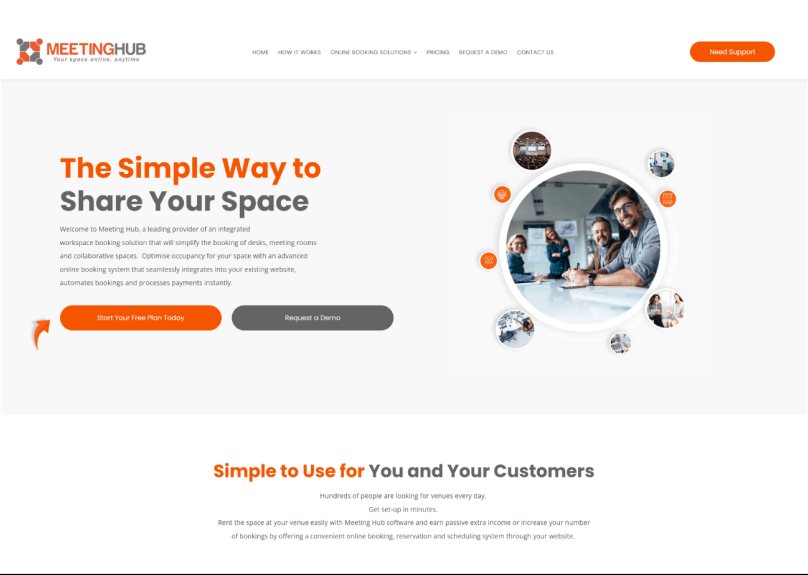 MEETINGHUB
Your space online, anytime
HOME HOW IT WORKS ONLINE BOOKING SOLUTIONS PRICING REQUEST A DEMO CONTACT US
Need Support
The Simple Way to
Share Your Space
Welcome to Meeting Hub, a leading provider of an integrated
workspace booking solution that will simplify the booking of desks, meeting rooms
and collaborative spaces. Optimise occupancy for your space with an advanced
online booking system that seamlessly integrates into your existing website,
automates bookings and processes payments instantly.
Start Your Free Plan Today
Request a Demo
Simple to Use for You and Your Customers
Hundreds of people are looking for venues every day.
Get set-up in minutes.
Rent the space at your venue easily with Meeting Hub software and earn passive extra income or increase your number
of bookings by offering a convenient online booking, reservation and scheduling system through your website.